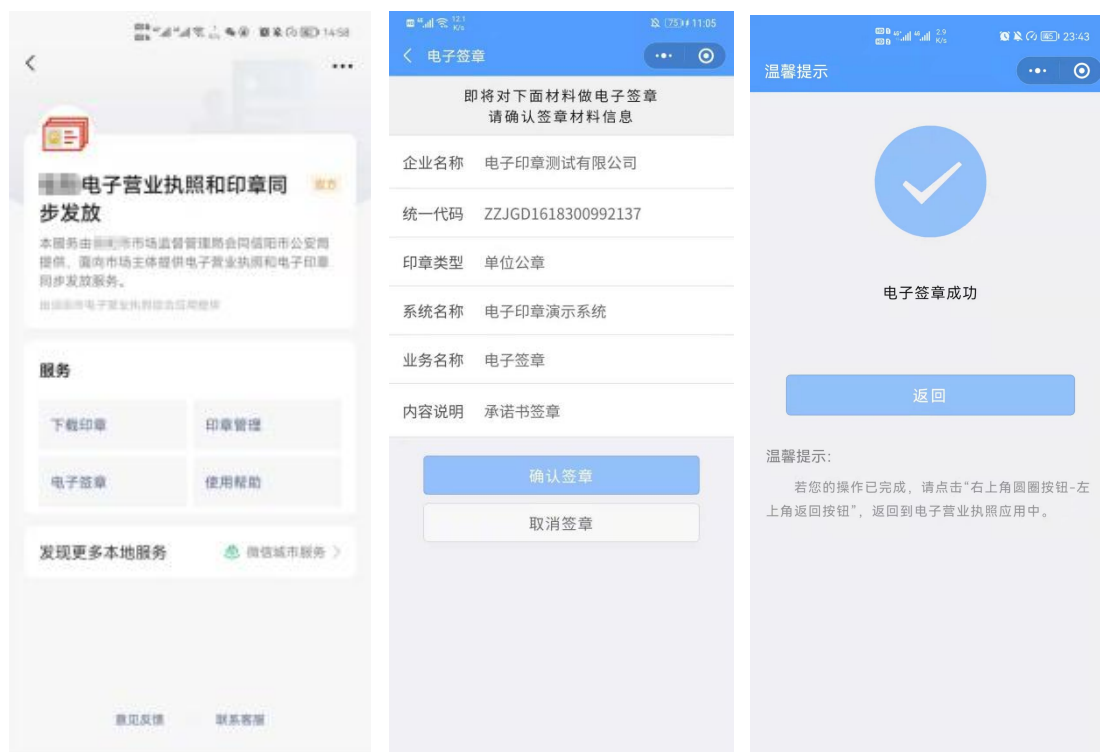 14:58
电子营业执照和印章同
步发放
官方
本服务由市市场监督管理局会同信阳市公安局
提供，面向市场主体提供电子营业执照和电子印章
同步发放服务。
服务
下载印章
印章管理
电子签章
使用帮助
发现更多本地服务
微信城市服务
意见反馈
联系客服
12.1
K/s
75
11:05
电子签章
即将对下面材料做电子签章
请确认签章材料信息
企业名称 电子印章测试有限公司
统一代码 ZZJGD1618300992137
印章类型 单位公章
系统名称 电子印章演示系统
业务名称 电子签章
内容说明 承诺书签章
确认签章
取消签章
2.9
K/s
23:43
温馨提示
电子签章成功
返回
温馨提示:
若您的操作已完成，请点击“右上角圆圈按钮-左
上角返回按钮”，返回到电子营业执照应用中。